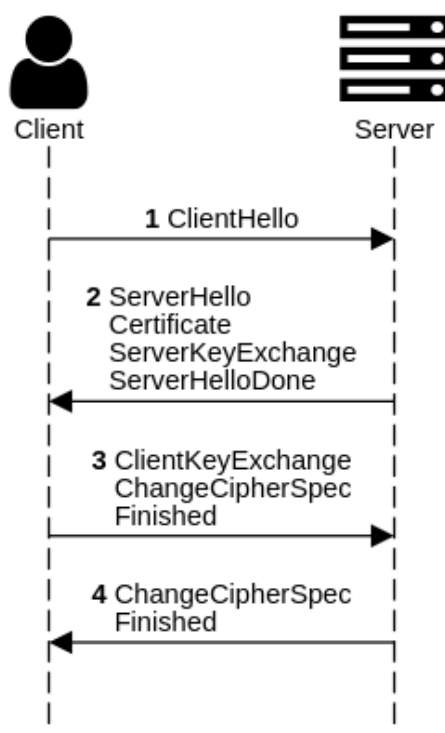 Client
Server
1 ClientHello
2 ServerHello
Certificate
ServerKeyExchange
ServerHelloDone
3 ClientKeyExchange
ChangeCipherSpec
Finished
4 ChangeCipherSpec
Finished